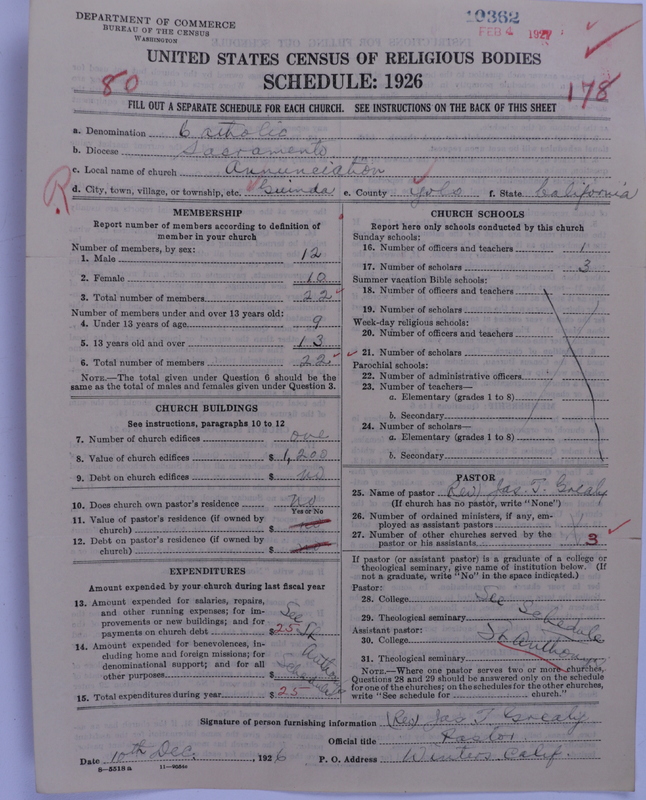 DEPARTMENT OF COMMERCE
BUREAU OF THE CENSUS
WASHINGTON
19362
FEB 4 1927
UNITED STATES CENSUS OF RELIGIOUS BODIES
SCHEDULE: 1926
80
178
FILL OUT A SEPARATE SCHEDULE FOR EACH CHURCH. SEE INSTRUCTIONS ON THE BACK OF THIS SHEET
a. Denomination Catholic
b. Diocese Sacramento
c. Local name of church Annunciation
R
d. City, town, village, or township, etc. Guinda e. County Yolo f. State California
MEMBERSHIP
Report number of members according to definition of
member in your church
Number of members, by sex:
1. Male 12
2. Female 10
3. Total number of members 22
Number of members under and over 13 years old:
4. Under 13 years of age 9
5. 13 years old and over 13
6. Total number of members 22
NOTE.—The total given under Question 6 should be the
same as the total of males and females given under Question 3.
CHURCH BUILDINGS
See instructions, paragraphs 10 to 12
7. Number of church edifices one
8. Value of church edifices $1,200
9. Debt on church edifices $ no
10. Does church own pastor's residence No
Yes or No
11. Value of pastor's residence (if owned by
church) $
12. Debt on pastor's residence (if owned by
church) $
EXPENDITURES
Amount expended by your church during last fiscal year
13. Amount expended for salaries, repairs,
and other running expenses; for im-
provements or new buildings; and for
payments on church debt $25
See St Anthony Schedule
14. Amount expended for benevolences, in-
cluding home and foreign missions; for
denominational support; and for all
other purposes $
15. Total expenditures during year $25
CHURCH SCHOOLS
Report here only schools conducted by this church
Sunday schools:
16. Number of officers and teachers 1
17. Number of scholars 3
Summer vacation Bible schools:
18. Number of officers and teachers
19. Number of scholars
Week-day religious schools:
20. Number of officers and teachers
21. Number of scholars
Parochial schools:
22. Number of administrative officers
23. Number of teachers—
a. Elementary (grades 1 to 8)
b. Secondary
24. Number of scholars—
a. Elementary (grades 1 to 8)
b. Secondary
PASTOR
25. Name of pastor (Rev) Jas. T. Grealy
(If church has no pastor, write "None")
26. Number of ordained ministers, if any, em-
ployed as assistant pastors
27. Number of other churches served by the
pastor or his assistants 3
If pastor (or assistant pastor) is a graduate of a college or
theological seminary, give name of institution below. (If
not a graduate, write "No" in the space indicated.)
Pastor:
28. College See Schedule
29. Theological seminary
Assistant pastor: St Anthonys
30. College
31. Theological seminary
NOTE.—Where one pastor serves two or more churches,
Questions 28 and 29 should be answered only on the schedule
for one of the churches; on the schedules for the other churches,
write "See schedule for church."
Signature of person furnishing information (Rev) Jas T Grealy
Official title Pastor
Date 10th Dec. 1926 P. O. Address Winters Calif.
8—5518 a